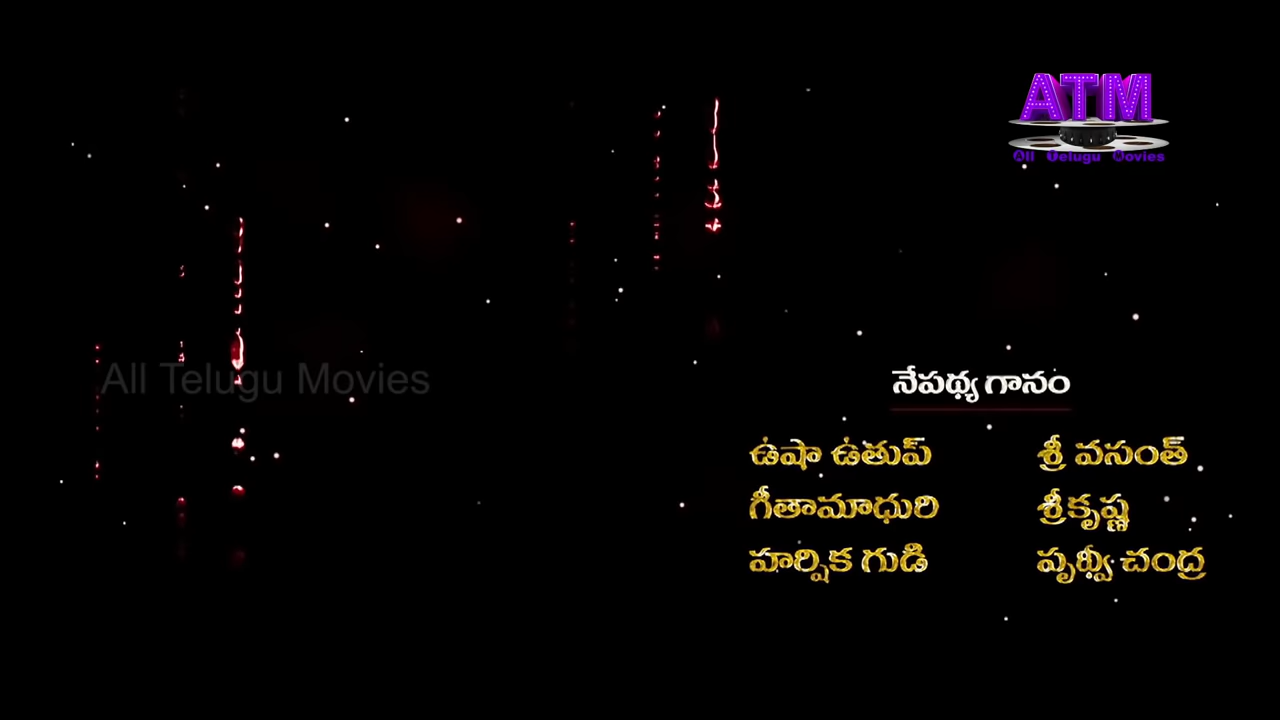 ATM
All Telugu Movies
All Telugu Movies
నేపథ్య గానం
ఉషా ఉతుప్ శ్రీ వసంత్
గీతామాధురి శ్రీకృష్ణ
హర్షిక గుడి పృథ్వీ చంద్ర